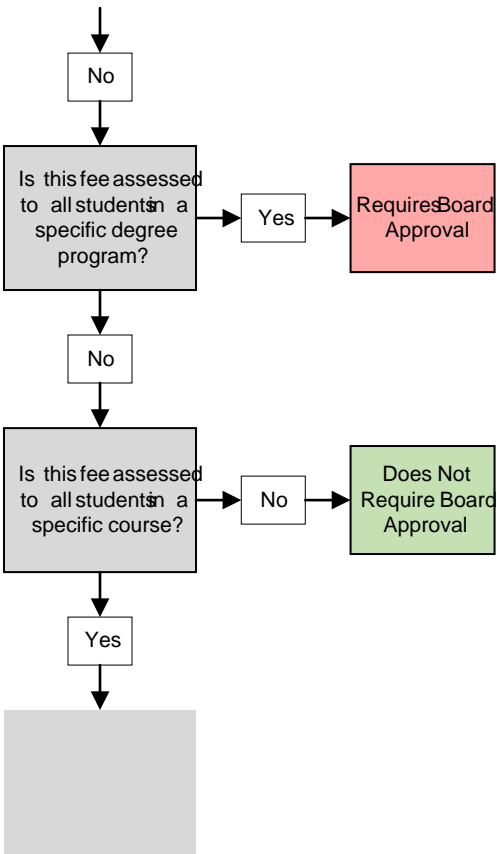 No
Is this fee assessed
to all students in a
specific degree
program?
Yes
Requires Board
Approval
No
Is this fee assessed
to all students in a
specific course?
No
Does Not
Require Board
Approval
Yes